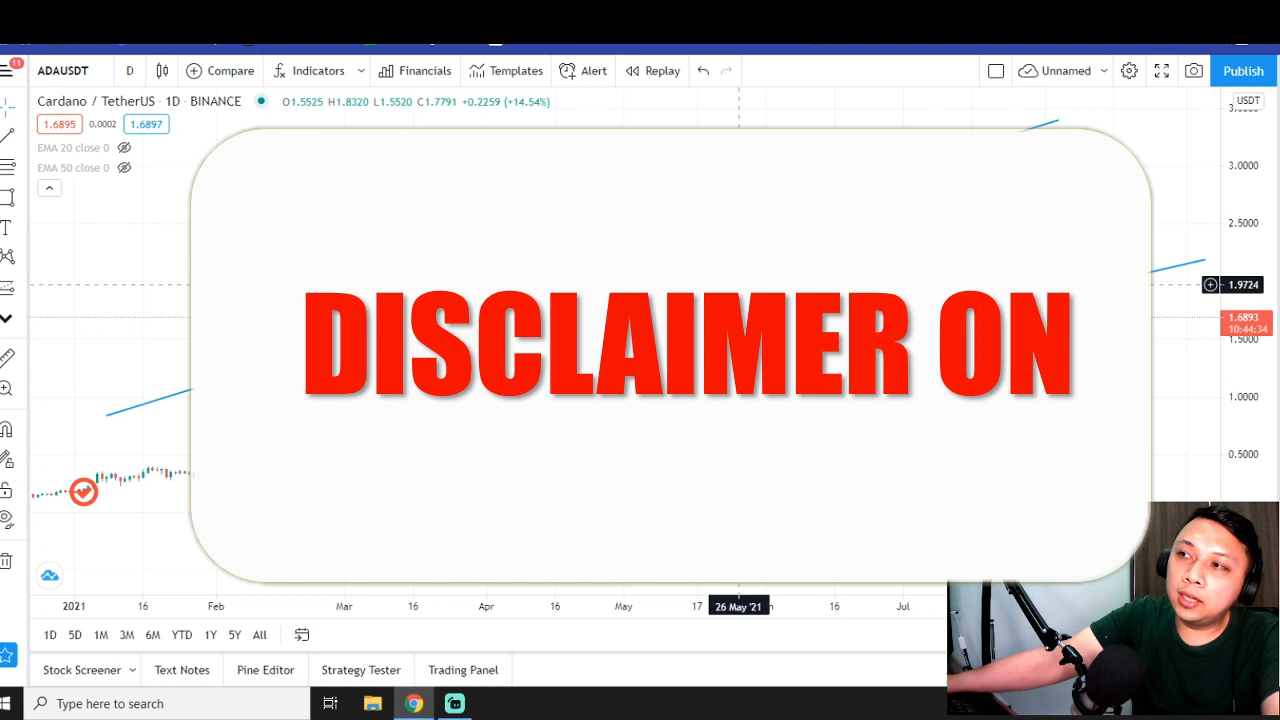 11
ADAUSDT D Compare Indicators Financials Templates Alert Replay Unnamed Publish
Cardano / TetherUS · 1D · BINANCE O1.5525 H1.8320 L1.5520 C1.7791 +0.2259 (+14.54%)
USDT
1.6895 0.0002 1.6897
EMA 20 close 0
EMA 50 close 0
3.0000
2.5000
1.9724
1.6893
10:44:34
1.5000
1.0000
0.5000
DISCLAIMER ON
2021 16 Feb Mar 16 Apr 16 May 17 26 May '21 16 Jul
1D 5D 1M 3M 6M YTD 1Y 5Y All
Stock Screener Text Notes Pine Editor Strategy Tester Trading Panel
Type here to search